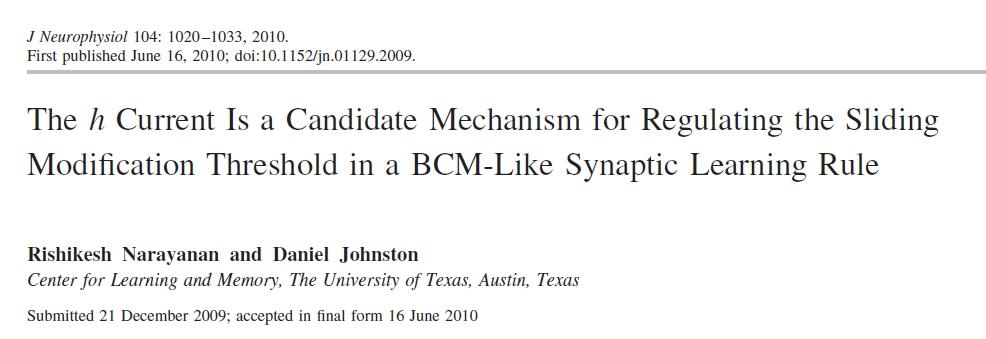 J Neurophysiol 104: 1020–1033, 2010.
First published June 16, 2010; doi:10.1152/jn.01129.2009.
The h Current Is a Candidate Mechanism for Regulating the Sliding
Modification Threshold in a BCM-Like Synaptic Learning Rule
Rishikesh Narayanan and Daniel Johnston
Center for Learning and Memory, The University of Texas, Austin, Texas
Submitted 21 December 2009; accepted in final form 16 June 2010